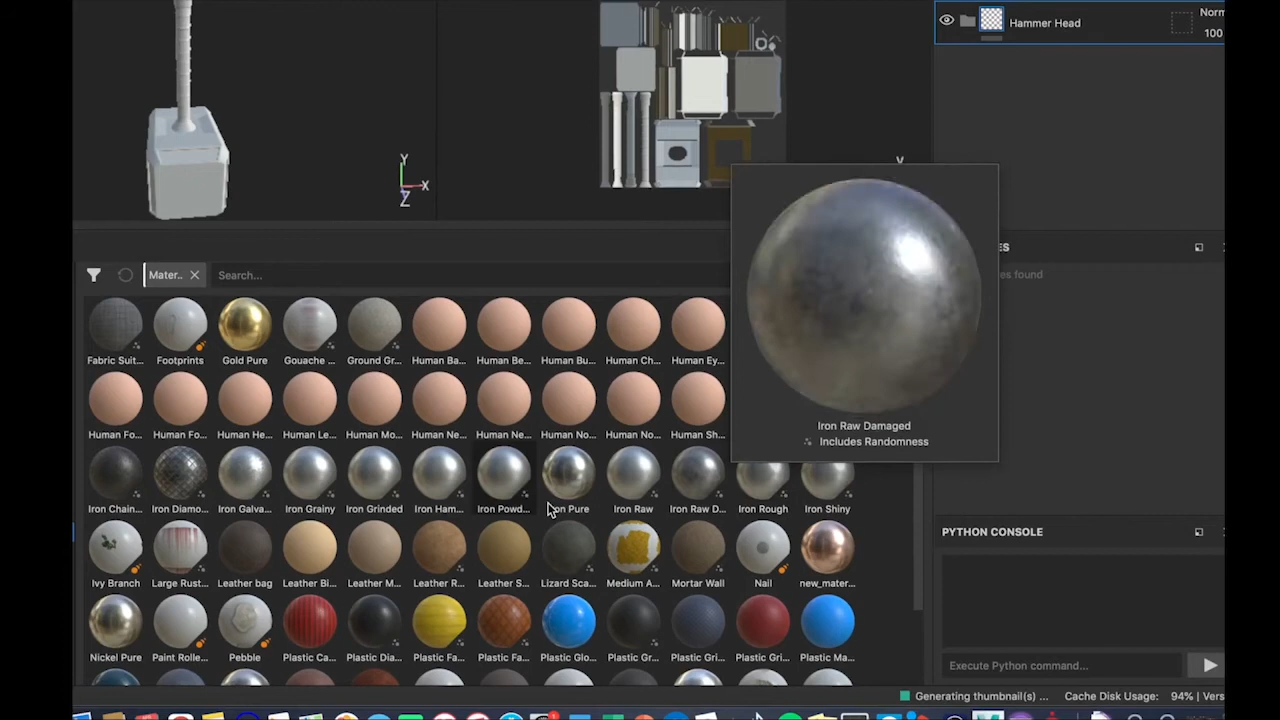 Norm
Hammer Head
100
Y
X
Z
V
ES
es found
Mater..
Search...
Fabric Suit...
Footprints
Gold Pure
Gouache ...
Ground Gr...
Human Ba...
Human Be...
Human Bu...
Human Ch...
Human Ey...
Human Fo...
Human Fo...
Human He...
Human Le...
Human Mo...
Human Ne...
Human Ne...
Human No...
Human No...
Human Sh...
Iron Raw Damaged
Includes Randomness
Iron Chain...
Iron Diamo...
Iron Galva...
Iron Grainy
Iron Grinded
Iron Ham...
Iron Powd...
Iron Pure
Iron Raw
Iron Raw D...
Iron Rough
Iron Shiny
PYTHON CONSOLE
Ivy Branch
Large Rust...
Leather bag
Leather Bi...
Leather M...
Leather R...
Leather S...
Lizard Sca...
Medium A...
Mortar Wall
Nail
new_mater...
Nickel Pure
Paint Rolle...
Pebble
Plastic Ca...
Plastic Dia...
Plastic Fa...
Plastic Fa...
Plastic Glo...
Plastic Gr...
Plastic Gri...
Plastic Gri...
Plastic Ma...
Execute Python command...
Generating thumbnail(s) ... Cache Disk Usage: 94% | Vers